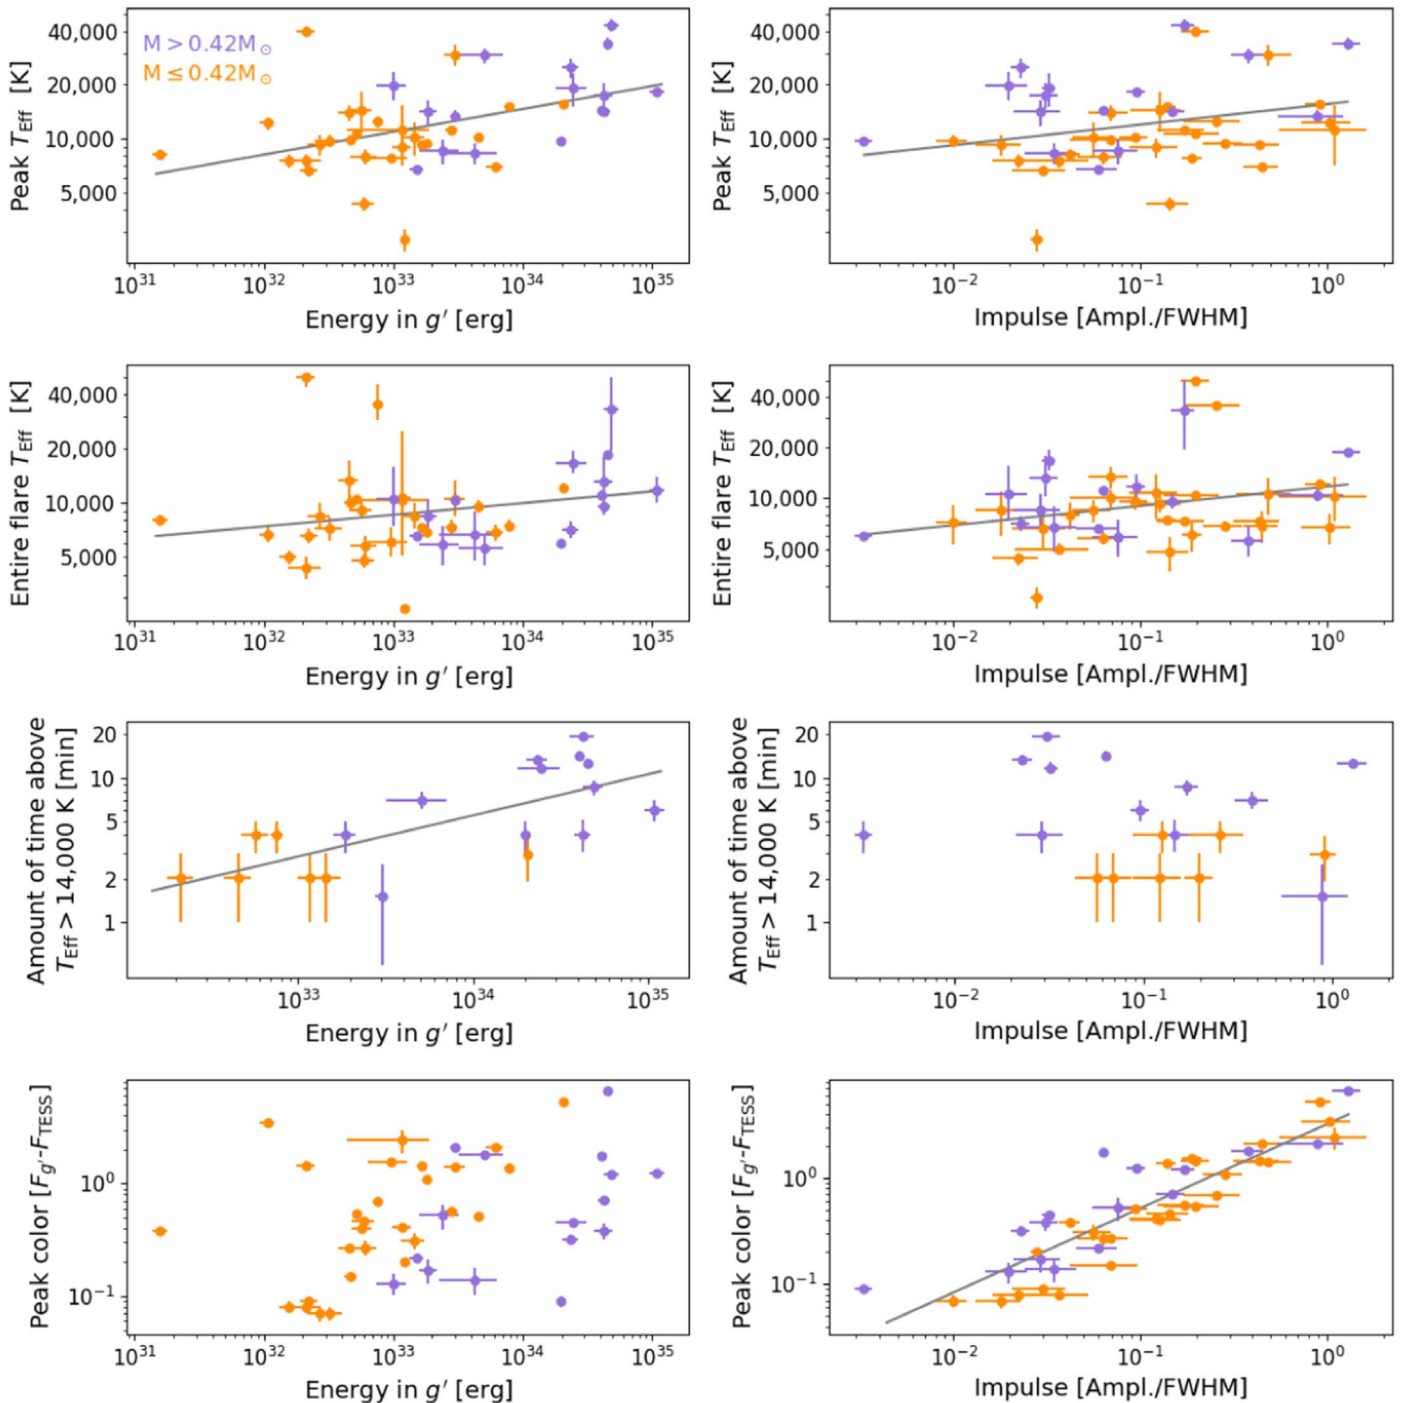 M > 0.42M⊙
M ≤ 0.42M⊙
Peak T_Eff [K]
40,000
20,000
10,000
5,000
10^31 10^32 10^33 10^34 10^35
Energy in g′ [erg]
Peak T_Eff [K]
40,000
20,000
10,000
5,000
10^-2 10^-1 10^0
Impulse [Ampl./FWHM]
Entire flare T_Eff [K]
40,000
20,000
10,000
5,000
10^31 10^32 10^33 10^34 10^35
Energy in g′ [erg]
Entire flare T_Eff [K]
40,000
20,000
10,000
5,000
10^-2 10^-1 10^0
Impulse [Ampl./FWHM]
Amount of time above
T_Eff > 14,000 K [min]
20
10
5
2
1
10^33 10^34 10^35
Energy in g′ [erg]
Amount of time above
T_Eff > 14,000 K [min]
20
10
5
2
1
10^-2 10^-1 10^0
Impulse [Ampl./FWHM]
Peak color [F_g′-F_TESS]
10^0
10^-1
10^31 10^32 10^33 10^34 10^35
Energy in g′ [erg]
Peak color [F_g′-F_TESS]
10^0
10^-1
10^-2 10^-1 10^0
Impulse [Ampl./FWHM]